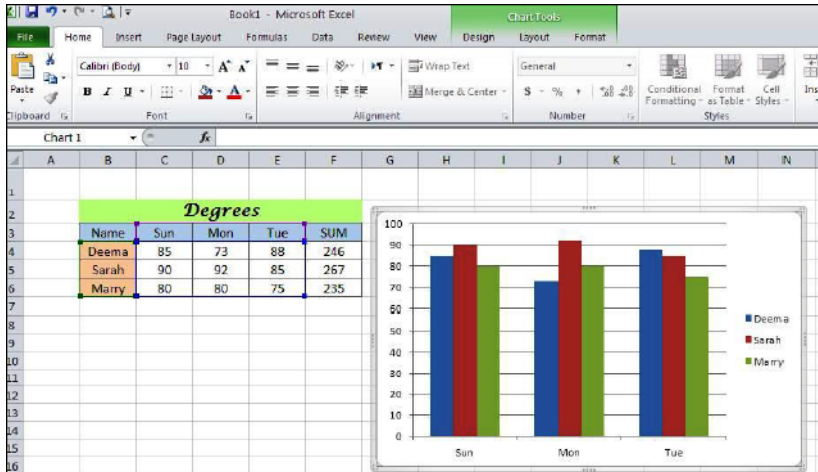 Book1 - Microsoft Excel
Chart Tools
File Home Insert Page Layout Formulas Data Review View Design Layout Format
Calibri (Body) 10 A A Wrap Text General
Paste B I U A Merge & Center $ % , Conditional Formatting Format as Table Cell Styles
Clipboard Font Alignment Number Styles
Chart 1 fx
A B C D E F G H I J K L M N
1
2 Degrees
3 Name Sun Mon Tue SUM
4 Deema 85 73 88 246
5 Sarah 90 92 85 267
6 Marry 80 80 75 235
7
8
9
10
11
12
13
14
15
16
100
90
80
70
60
50
40
30
20
10
0
Sun Mon Tue
Deema
Sarah
Marry